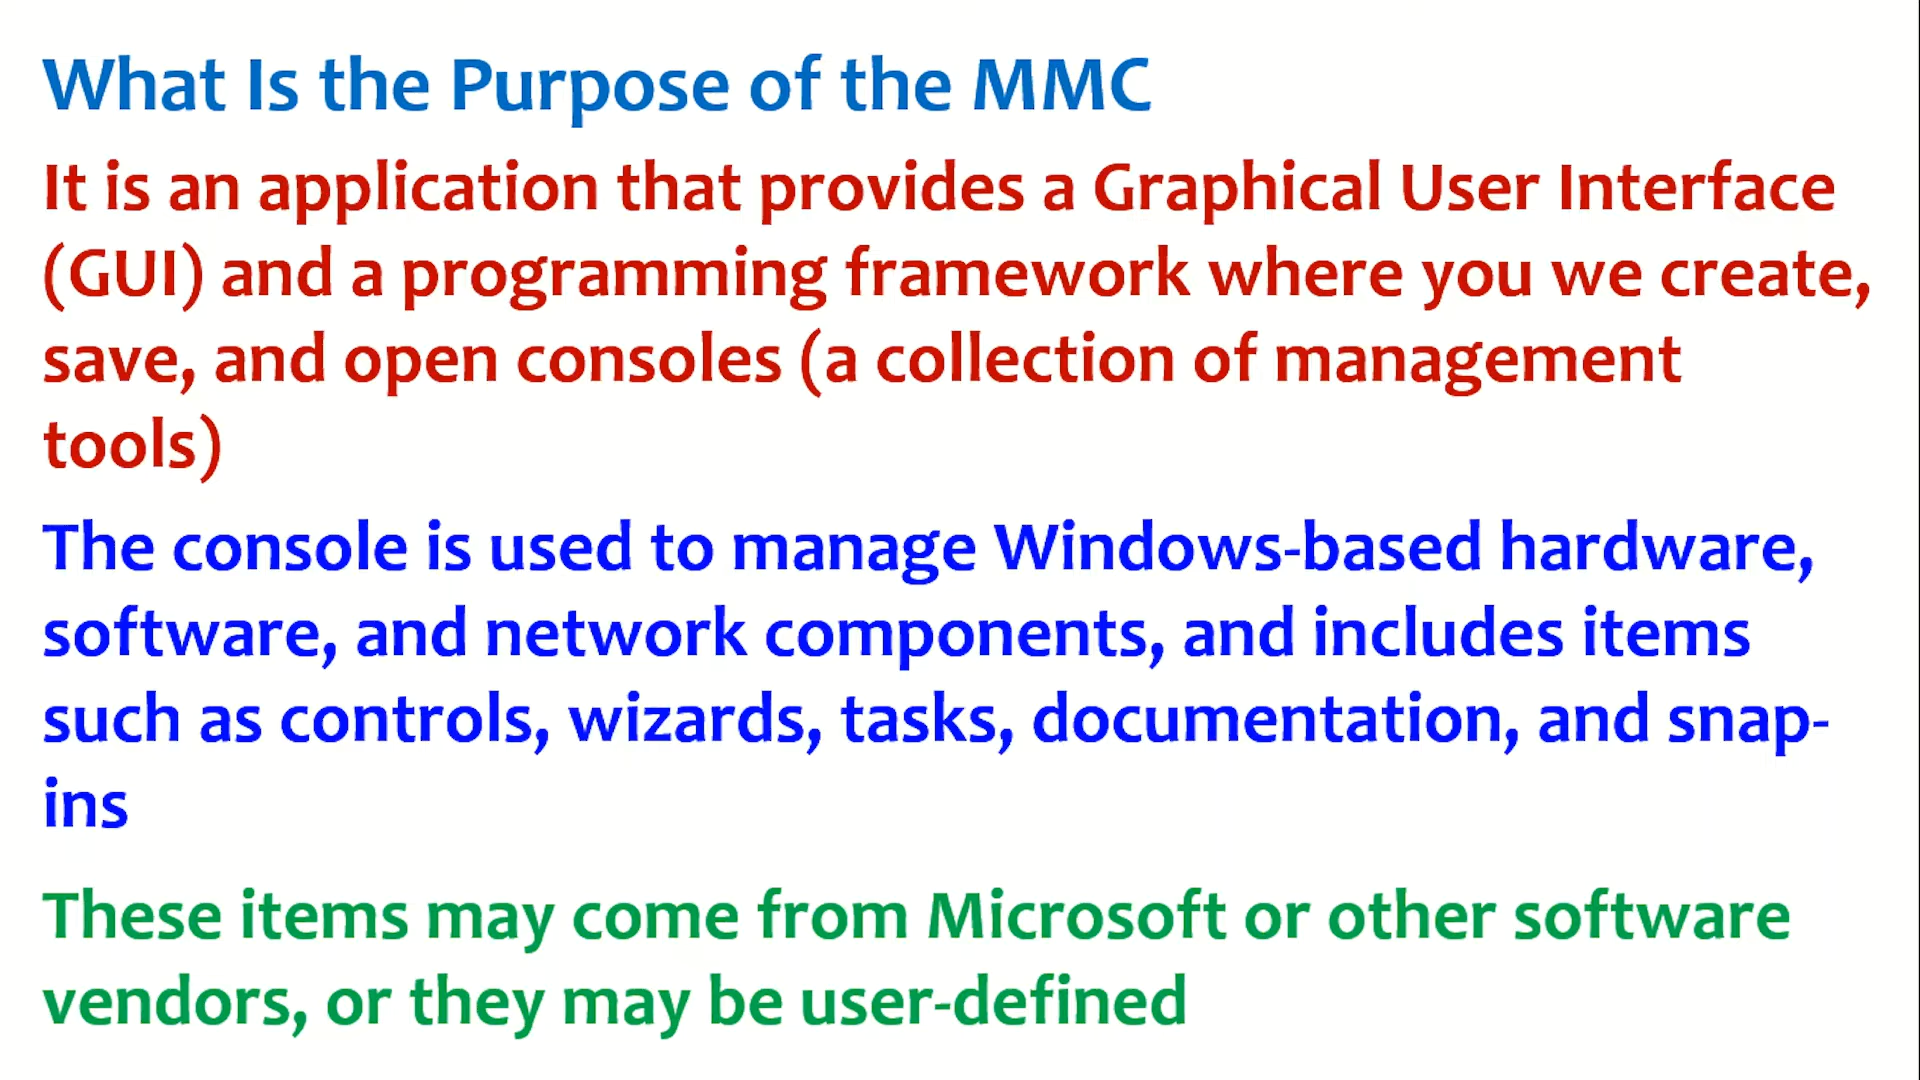 What Is the Purpose of the MMC
It is an application that provides a Graphical User Interface
(GUI) and a programming framework where you we create,
save, and open consoles (a collection of management
tools)
The console is used to manage Windows-based hardware,
software, and network components, and includes items
such as controls, wizards, tasks, documentation, and snap-
ins
These items may come from Microsoft or other software
vendors, or they may be user-defined